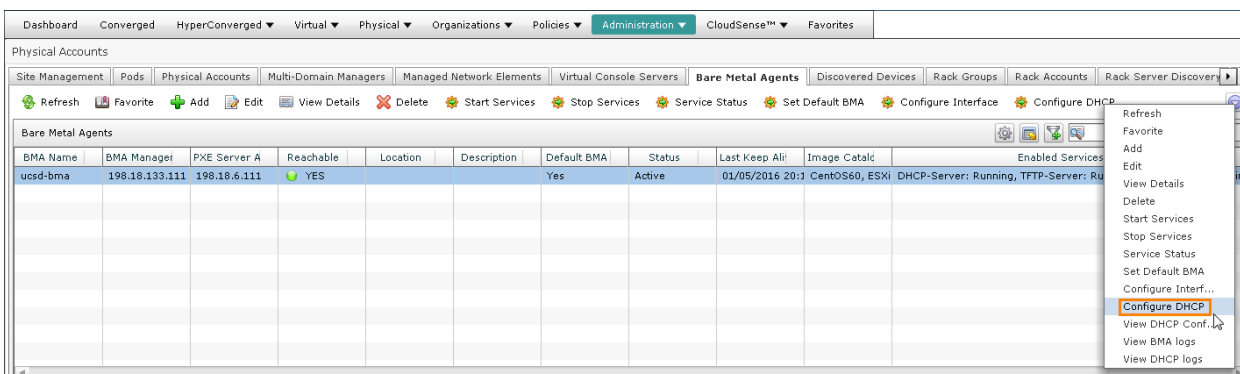 Dashboard Converged HyperConverged ▼ Virtual ▼ Physical ▼ Organizations ▼ Policies ▼ Administration ▼ CloudSense™ ▼ Favorites
Physical Accounts
Site Management Pods Physical Accounts Multi-Domain Managers Managed Network Elements Virtual Console Servers Bare Metal Agents Discovered Devices Rack Groups Rack Accounts Rack Server Discovery
Refresh Favorite Add Edit View Details Delete Start Services Stop Services Service Status Set Default BMA Configure Interface Configure DHCP
Bare Metal Agents
BMA Name BMA Manager PXE Server A Reachable Location Description Default BMA Status Last Keep Ali Image Catalo Enabled Services
ucsd-bma 198.18.133.111 198.18.6.111 YES Yes Active 01/05/2016 20:1 CentOS60, ESXi DHCP-Server: Running, TFTP-Server: Ru
Refresh
Favorite
Add
Edit
View Details
Delete
Start Services
Stop Services
Service Status
Set Default BMA
Configure Interf...
Configure DHCP
View DHCP Conf...
View BMA logs
View DHCP logs